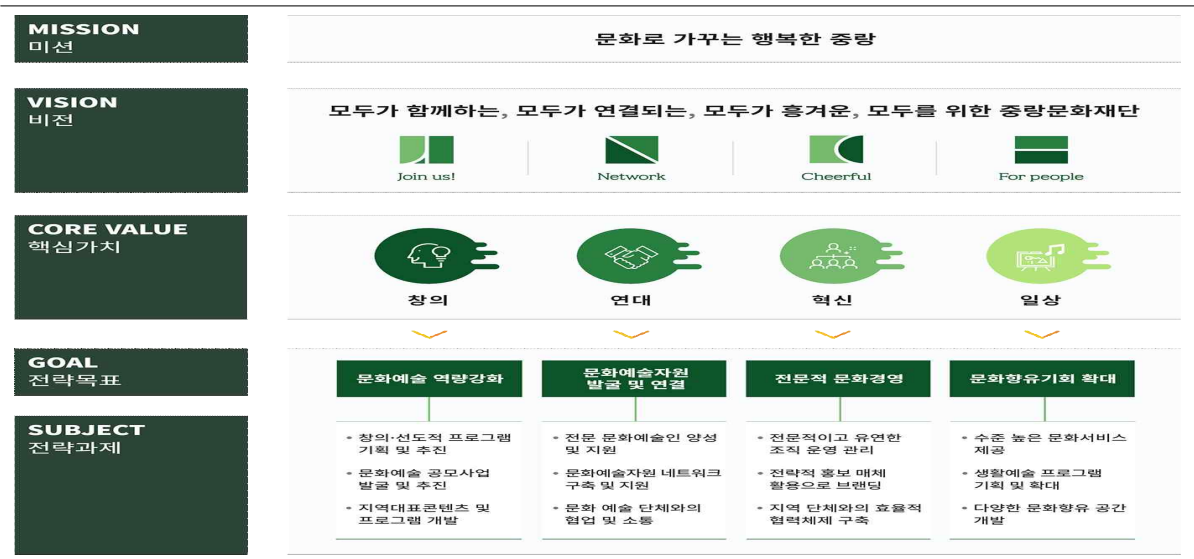 MISSION
미션
문화로 가꾸는 행복한 중랑
VISION
비전
모두가 함께하는, 모두가 연결되는, 모두가 흥겨운, 모두를 위한 중랑문화재단
Join us!
Network
Cheerful
For people
CORE VALUE
핵심가치
창의
연대
혁신
일상
GOAL
전략목표
문화예술 역량강화
문화예술자원
발굴 및 연결
전문적 문화경영
문화향유기회 확대
SUBJECT
전략과제
• 창의·선도적 프로그램
기획 및 추진
• 문화예술 공모사업
발굴 및 추진
• 지역대표콘텐츠 및
프로그램 개발
• 전문 문화예술인 양성
및 지원
• 문화예술자원 네트워크
구축 및 지원
• 문화 예술 단체와의
협업 및 소통
• 전문적이고 유연한
조직 운영 관리
• 전략적 홍보 매체
활용으로 브랜딩
• 지역 단체와의 효율적
협력체제 구축
• 수준 높은 문화서비스
제공
• 생활예술 프로그램
기획 및 확대
• 다양한 문화향유 공간
개발